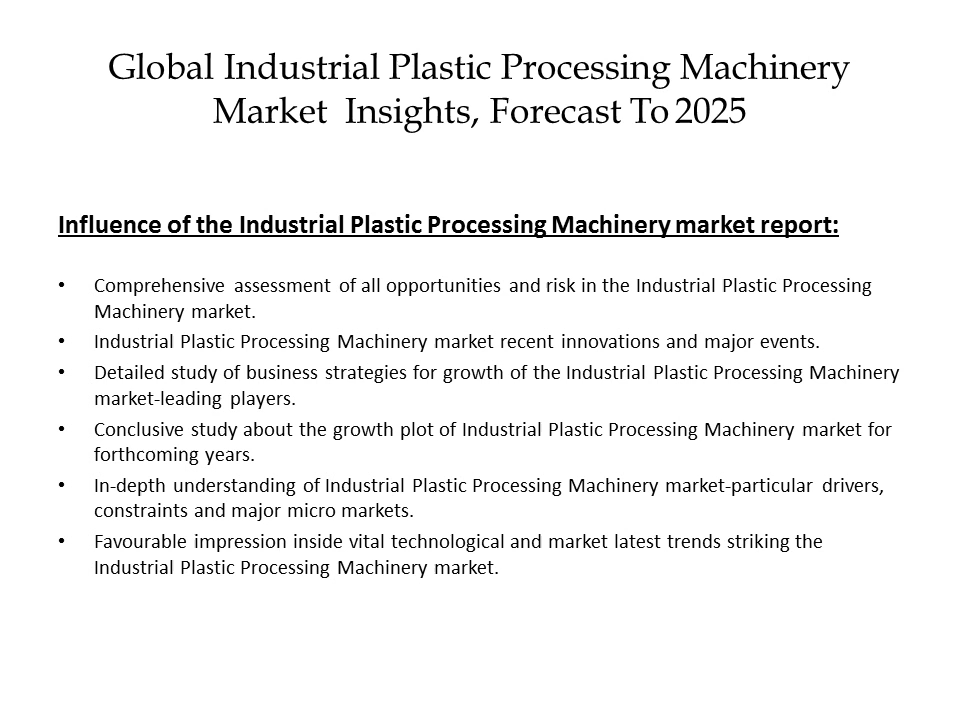 Global Industrial Plastic Processing Machinery
Market Insights, Forecast To 2025
Influence of the Industrial Plastic Processing Machinery market report:
• Comprehensive assessment of all opportunities and risk in the Industrial Plastic Processing
Machinery market.
• Industrial Plastic Processing Machinery market recent innovations and major events.
• Detailed study of business strategies for growth of the Industrial Plastic Processing Machinery
market-leading players.
• Conclusive study about the growth plot of Industrial Plastic Processing Machinery market for
forthcoming years.
• In-depth understanding of Industrial Plastic Processing Machinery market-particular drivers,
constraints and major micro markets.
• Favourable impression inside vital technological and market latest trends striking the
Industrial Plastic Processing Machinery market.